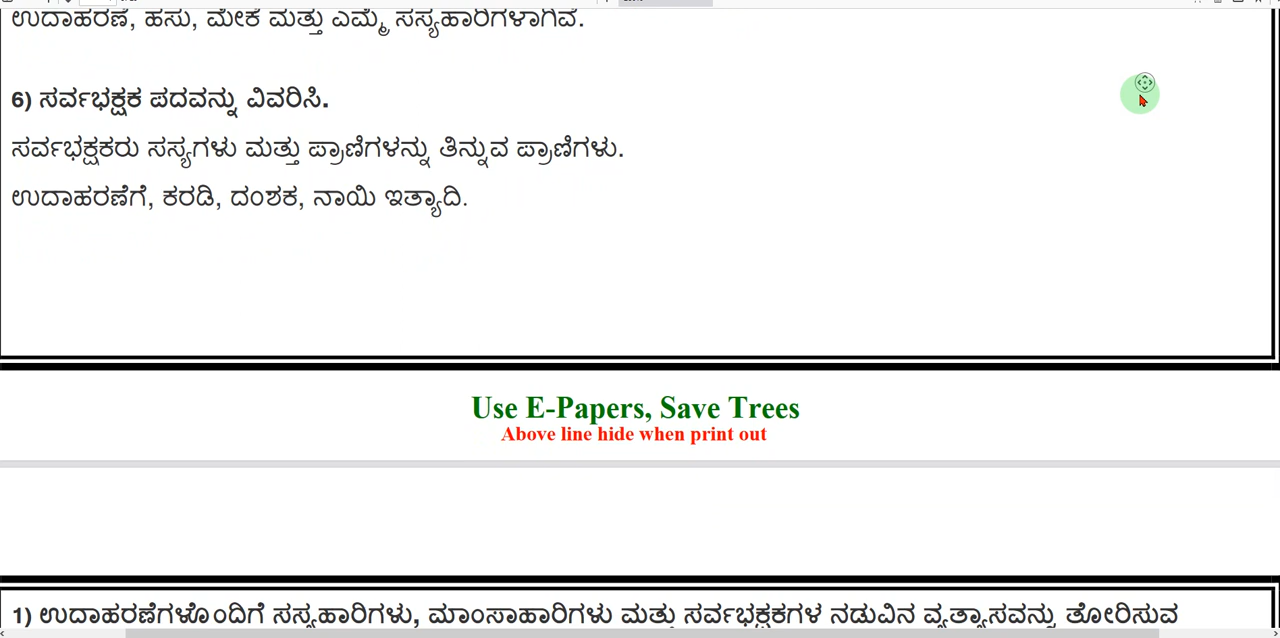 ಉದಾಹರಣೆ, ಹಸು, ಮೇಕೆ ಮತ್ತು ಎಮ್ಮೆ ಸಸ್ಯಹಾರಿಗಳಾಗಿವೆ.
6) ಸರ್ವಭಕ್ಷಕ ಪದವನ್ನು ವಿವರಿಸಿ.
ಸರ್ವಭಕ್ಷಕರು ಸಸ್ಯಗಳು ಮತ್ತು ಪ್ರಾಣಿಗಳನ್ನು ತಿನ್ನುವ ಪ್ರಾಣಿಗಳು.
ಉದಾಹರಣೆಗೆ, ಕರಡಿ, ದಂಶಕ, ನಾಯಿ ಇತ್ಯಾದಿ.
Use E-Papers, Save Trees
Above line hide when print out
1) ಉದಾಹರಣೆಗಳೊಂದಿಗೆ ಸಸ್ಯಹಾರಿಗಳು, ಮಾಂಸಾಹಾರಿಗಳು ಮತ್ತು ಸರ್ವಭಕ್ಷಕಗಳ ನಡುವಿನ ವ್ಯತ್ಯಾಸವನ್ನು ತೋರಿಸುವ